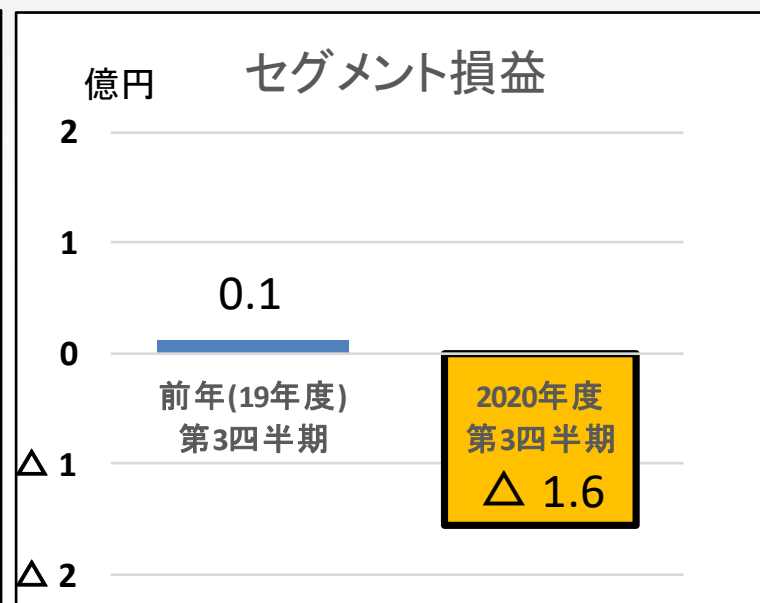 セグメント損益
億円
2
1
0.1
0
前年(19年度)
第3四半期
2020年度
第3四半期
△ 1
△ 1.6
△ 2